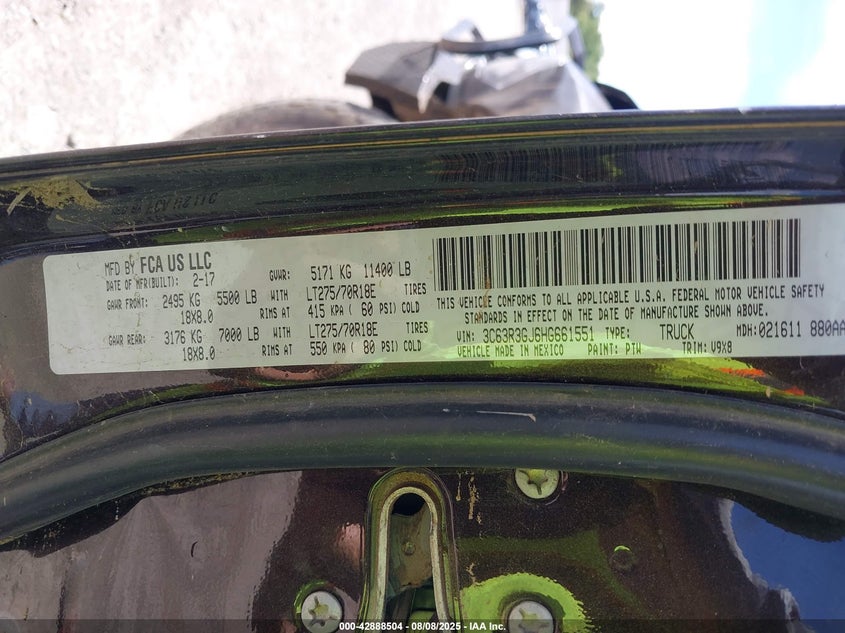 MFD BY FCA US LLC
DATE OF MFR(BUILT): 2-17
GVWR: 5171 KG 11400 LB
GAWR FRONT: 2495 KG 5500 LB WITH LT275/70R18E TIRES
18X8.0 RIMS AT 415 KPA ( 60 PSI) COLD
GAWR REAR: 3176 KG 7000 LB WITH LT275/70R18E TIRES
18X8.0 RIMS AT 550 KPA ( 80 PSI) COLD
THIS VEHICLE CONFORMS TO ALL APPLICABLE U.S.A. FEDERAL MOTOR VEHICLE SAFETY
STANDARDS IN EFFECT ON THE DATE OF MANUFACTURE SHOWN ABOVE.
VIN: 3C63R3GJ6HG661551 TYPE: TRUCK MDH: 021611 880AA
VEHICLE MADE IN MEXICO PAINT: PTW TRIM: V9X8
000-42888504 - 08/08/2025 - IAA Inc.